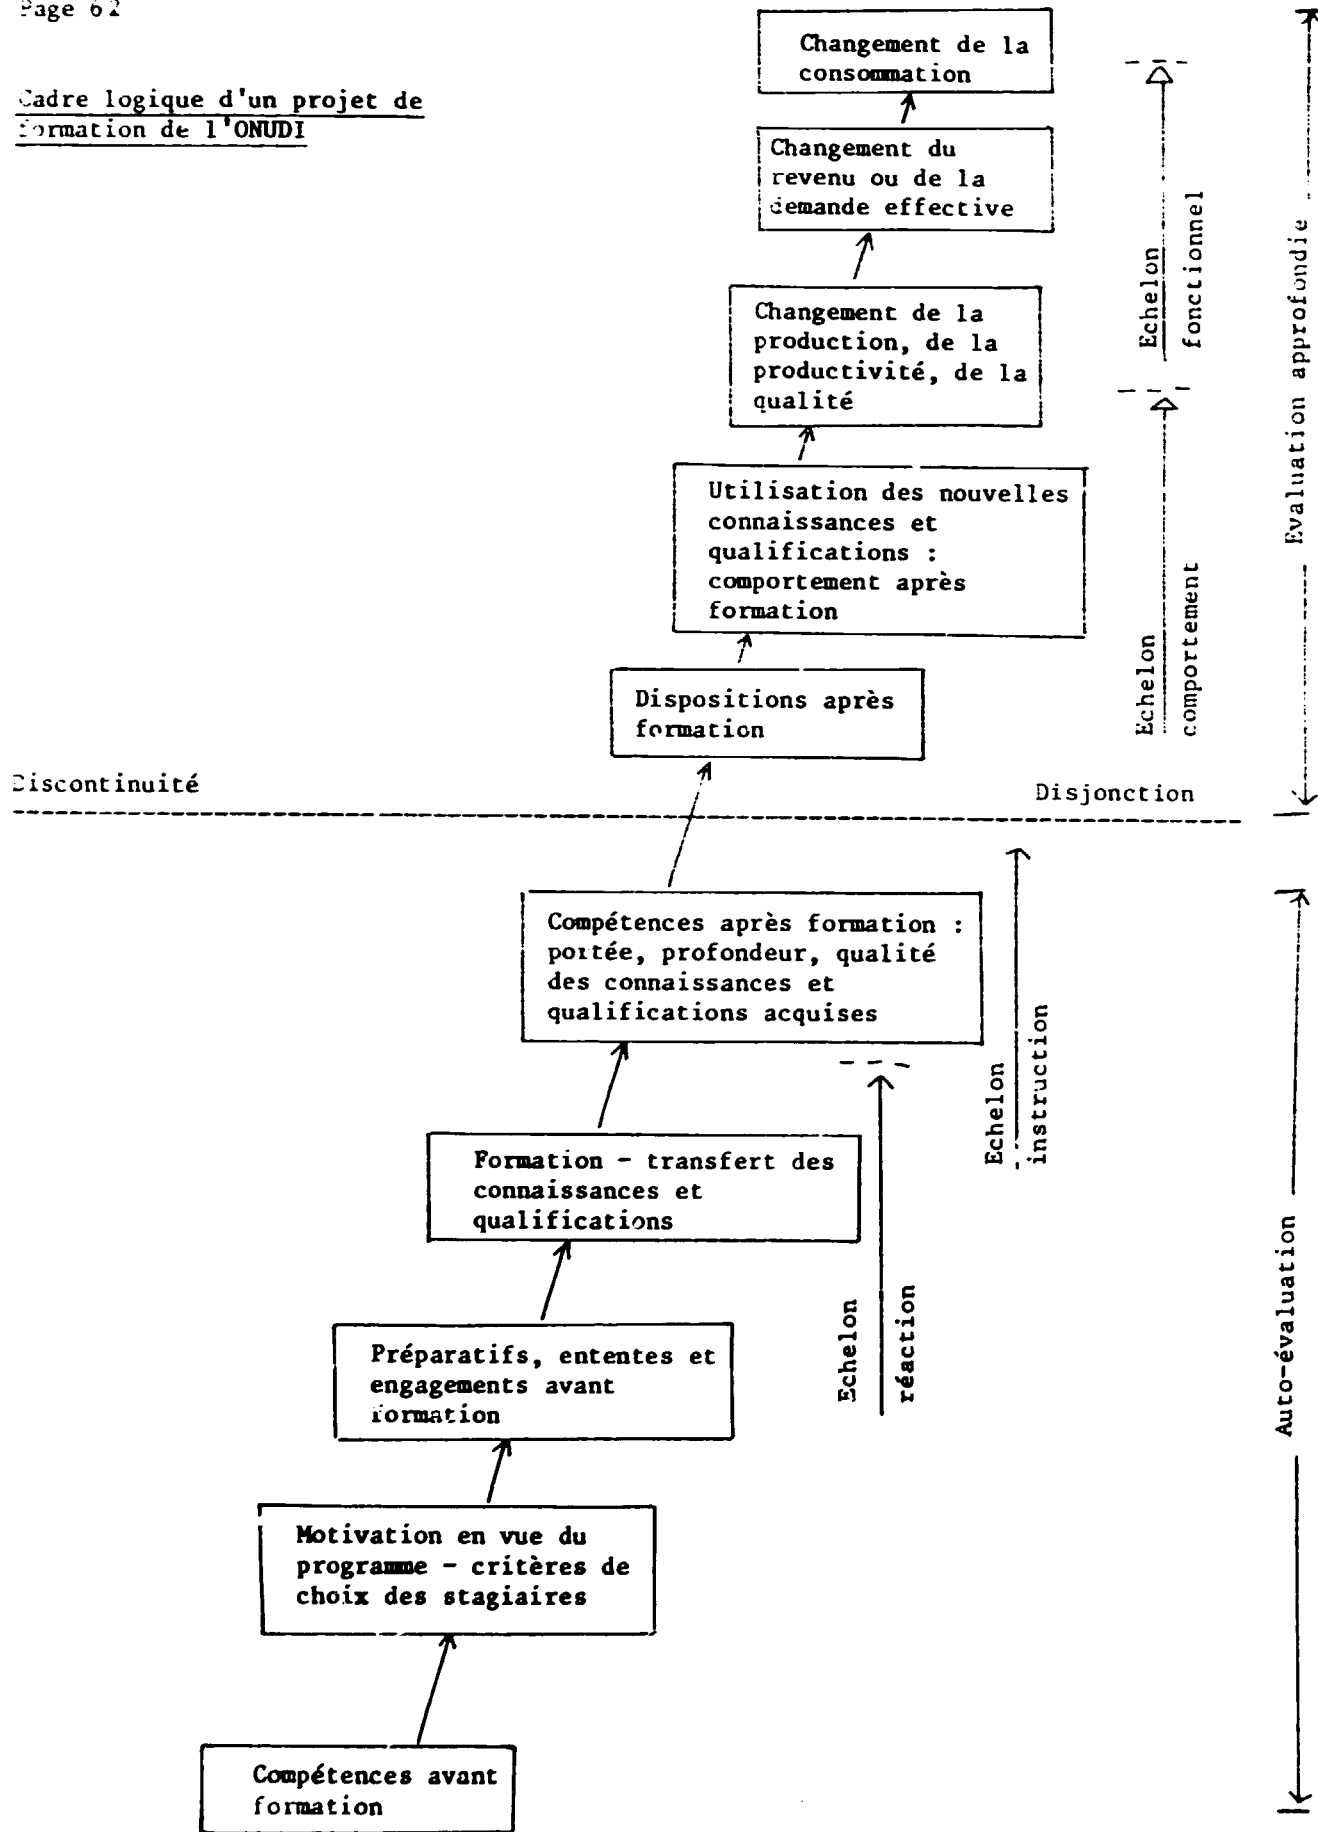 Page 62
Cadre logique d'un projet de
formation de l'ONUDI
Changement de la
consommation
Changement du
revenu ou de la
demande effective
Changement de la
production, de la
productivité, de la
qualité
Utilisation des nouvelles
connaissances et
qualifications :
comportement après
formation
Dispositions après
formation
Echelon
fonctionnel
Echelon
comportement
Evaluation approfondie
Discontinuité
Disjonction
Compétences après formation :
portée, profondeur, qualité
des connaissances et
qualifications acquises
Formation - transfert des
connaissances et
qualifications
Préparatifs, ententes et
engagements avant
formation
Motivation en vue du
programme - critères de
choix des stagiaires
Compétences avant
formation
Echelon
instruction
Echelon
réaction
Auto-évaluation